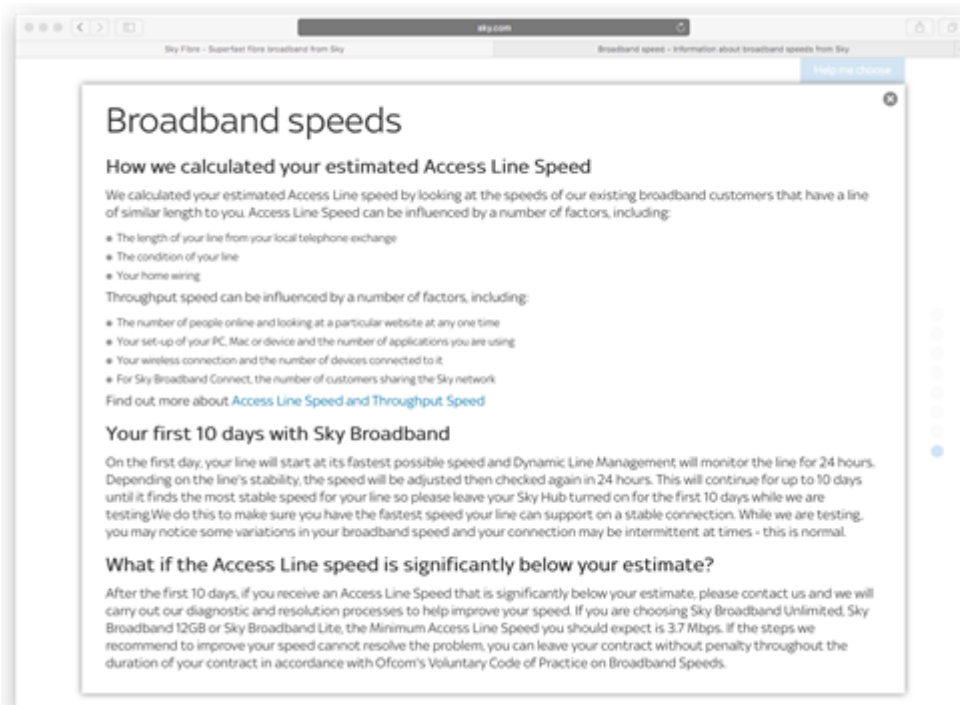 sky.com
Sky Fibre - Superfast fibre broadband from Sky
Broadband speed - Information about broadband speeds from Sky
Help me choose
Broadband speeds
How we calculated your estimated Access Line Speed
We calculated your estimated Access Line speed by looking at the speeds of our existing broadband customers that have a line
of similar length to you. Access Line Speed can be influenced by a number of factors, including:
• The length of your line from your local telephone exchange
• The condition of your line
• Your home wiring
Throughput speed can be influenced by a number of factors, including:
• The number of people online and looking at a particular website at any one time
• Your set-up of your PC, Mac or device and the number of applications you are using
• Your wireless connection and the number of devices connected to it
• For Sky Broadband Connect, the number of customers sharing the Sky network
Find out more about Access Line Speed and Throughput Speed
Your first 10 days with Sky Broadband
On the first day, your line will start at its fastest possible speed and Dynamic Line Management will monitor the line for 24 hours.
Depending on the line's stability, the speed will be adjusted then checked again in 24 hours. This will continue for up to 10 days
until it finds the most stable speed for your line so please leave your Sky Hub turned on for the first 10 days while we are
testing.We do this to make sure you have the fastest speed your line can support on a stable connection. While we are testing,
you may notice some variations in your broadband speed and your connection may be intermittent at times - this is normal.
What if the Access Line speed is significantly below your estimate?
After the first 10 days, if you receive an Access Line Speed that is significantly below your estimate, please contact us and we will
carry out our diagnostic and resolution processes to help improve your speed. If you are choosing Sky Broadband Unlimited, Sky
Broadband 12GB or Sky Broadband Lite, the Minimum Access Line Speed you should expect is 3.7 Mbps. If the steps we
recommend to improve your speed cannot resolve the problem, you can leave your contract without penalty throughout the
duration of your contract in accordance with Ofcom's Voluntary Code of Practice on Broadband Speeds.